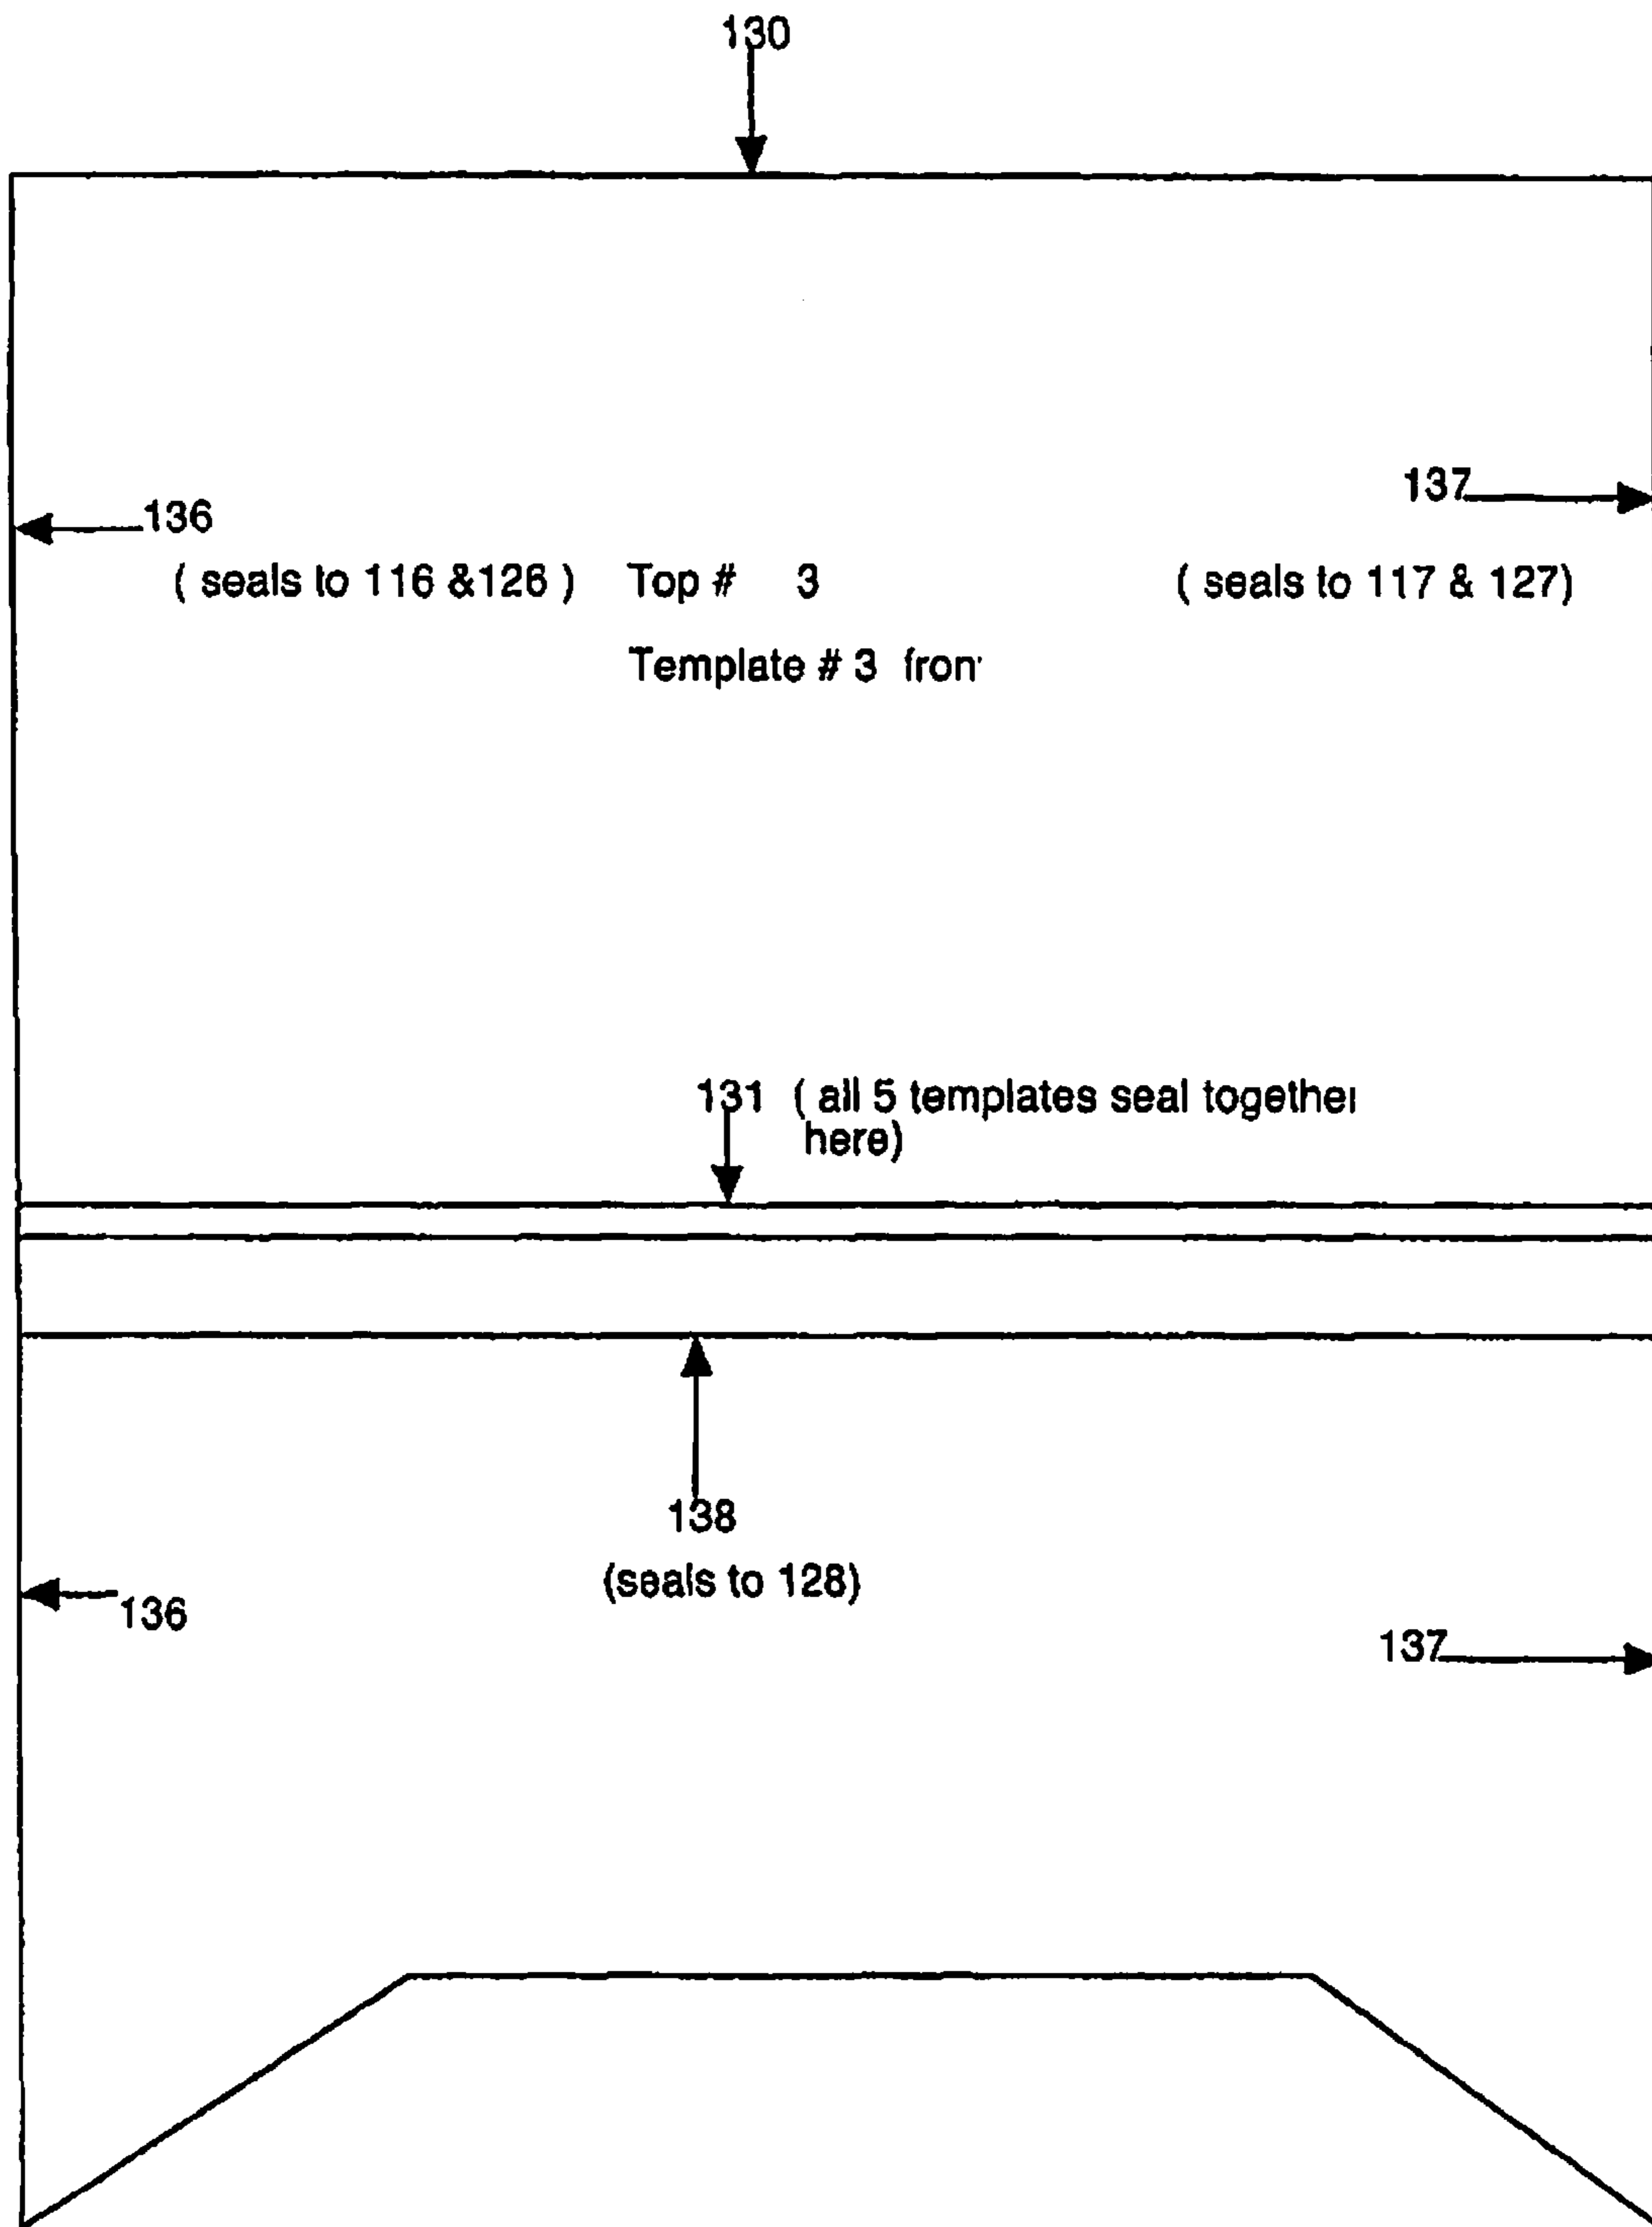 130
137
136
( seals to 116 &126 ) Top # 3 ( seals to 117 & 127)
Template # 3
131 ( all 5 templates seal together
here)
138
(seals to 128)
136
137